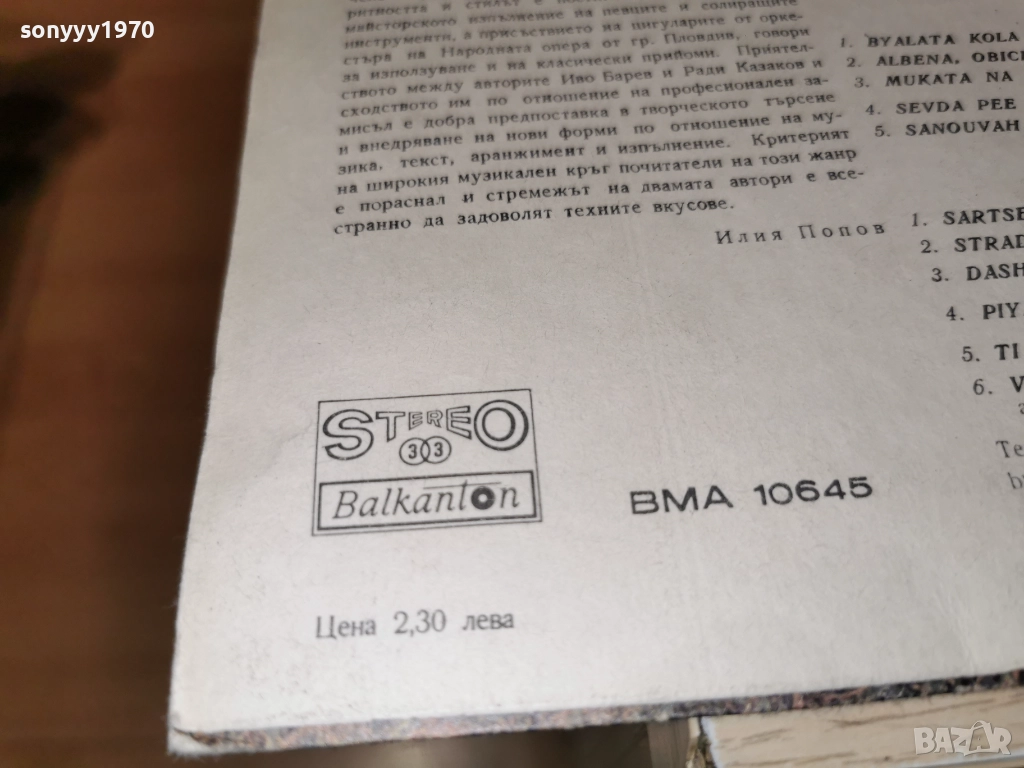 sonyyy1970
майсторското изпълнение на певците и солиращите
инструменти, а присъствието на цигуларите от орке-
стъра на Народната опера от гр. Пловдив, говори
за използуване и на класически прийоми. Приятел-
ството между авторите Иво Барев и Ради Казаков и
сходството им по отношение на професионален за-
мисъл е добра предпоставка в творческото търсене
и внедряване на нови форми по отношение на му-
зика, текст, аранжимент и изпълнение. Критерият
на широкия музикален кръг почитатели на този жанр
е пораснал и стремежът на двамата автори е все-
странно да задоволят техните вкусове.
Илия Попов
1. BYALATA KOLA
2. ALBENA, OBIC
3. MUKATA NA
4. SEVDA PEE
5. SANOUVAH
1. SARTSE
2. STRAD
3. DASH
4. PIY
5. TI
6. V
a
Те
STEREO
33
Balkanton
BMA 10645
Цена 2,30 лева
BAZAR